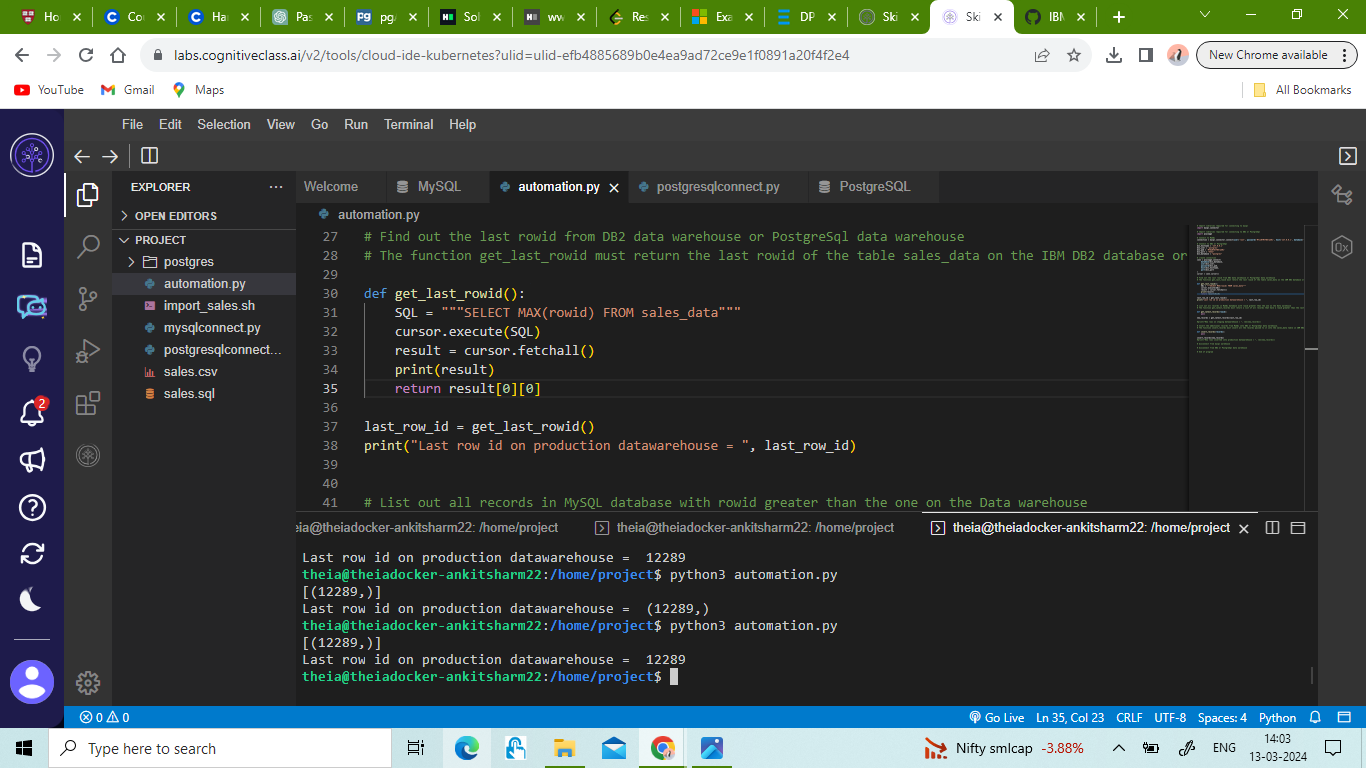 Ho
Co
Har
Pas
pgA
Sol
ww
Res
Exa
DP
Ski
Ski
IBM
labs.cognitiveclass.ai/v2/tools/cloud-ide-kubernetes?ulid=ulid-efb4885689b0e4ea9ad72ce9e1f0891a20f4f2e4
New Chrome available
YouTube
Gmail
Maps
All Bookmarks
File Edit Selection View Go Run Terminal Help
EXPLORER
OPEN EDITORS
PROJECT
postgres
automation.py
import_sales.sh
mysqlconnect.py
postgresqlconnect...
sales.csv
sales.sql
2
Welcome
MySQL
automation.py
postgresqlconnect.py
PostgreSQL
automation.py
27 # Find out the last rowid from DB2 data warehouse or PostgreSql data warehouse
28 # The function get_last_rowid must return the last rowid of the table sales_data on the IBM DB2 database or
29
30 def get_last_rowid():
31 SQL = """SELECT MAX(rowid) FROM sales_data"""
32 cursor.execute(SQL)
33 result = cursor.fetchall()
34 print(result)
35 return result[0][0]
36
37 last_row_id = get_last_rowid()
38 print("Last row id on production datawarehouse = ", last_row_id)
39
40
41 # List out all records in MySQL database with rowid greater than the one on the Data warehouse
eia@theiadocker-ankitsharm22: /home/project
theia@theiadocker-ankitsharm22: /home/project
theia@theiadocker-ankitsharm22: /home/project
Last row id on production datawarehouse =  12289
theia@theiadocker-ankitsharm22:/home/project$ python3 automation.py
[(12289,)]
Last row id on production datawarehouse =  (12289,)
theia@theiadocker-ankitsharm22:/home/project$ python3 automation.py
[(12289,)]
Last row id on production datawarehouse =  12289
theia@theiadocker-ankitsharm22:/home/project$
0 0
Go Live
Ln 35, Col 23
CRLF
UTF-8
Spaces: 4
Python
Type here to search
Nifty smlcap -3.88%
ENG
14:03
13-03-2024